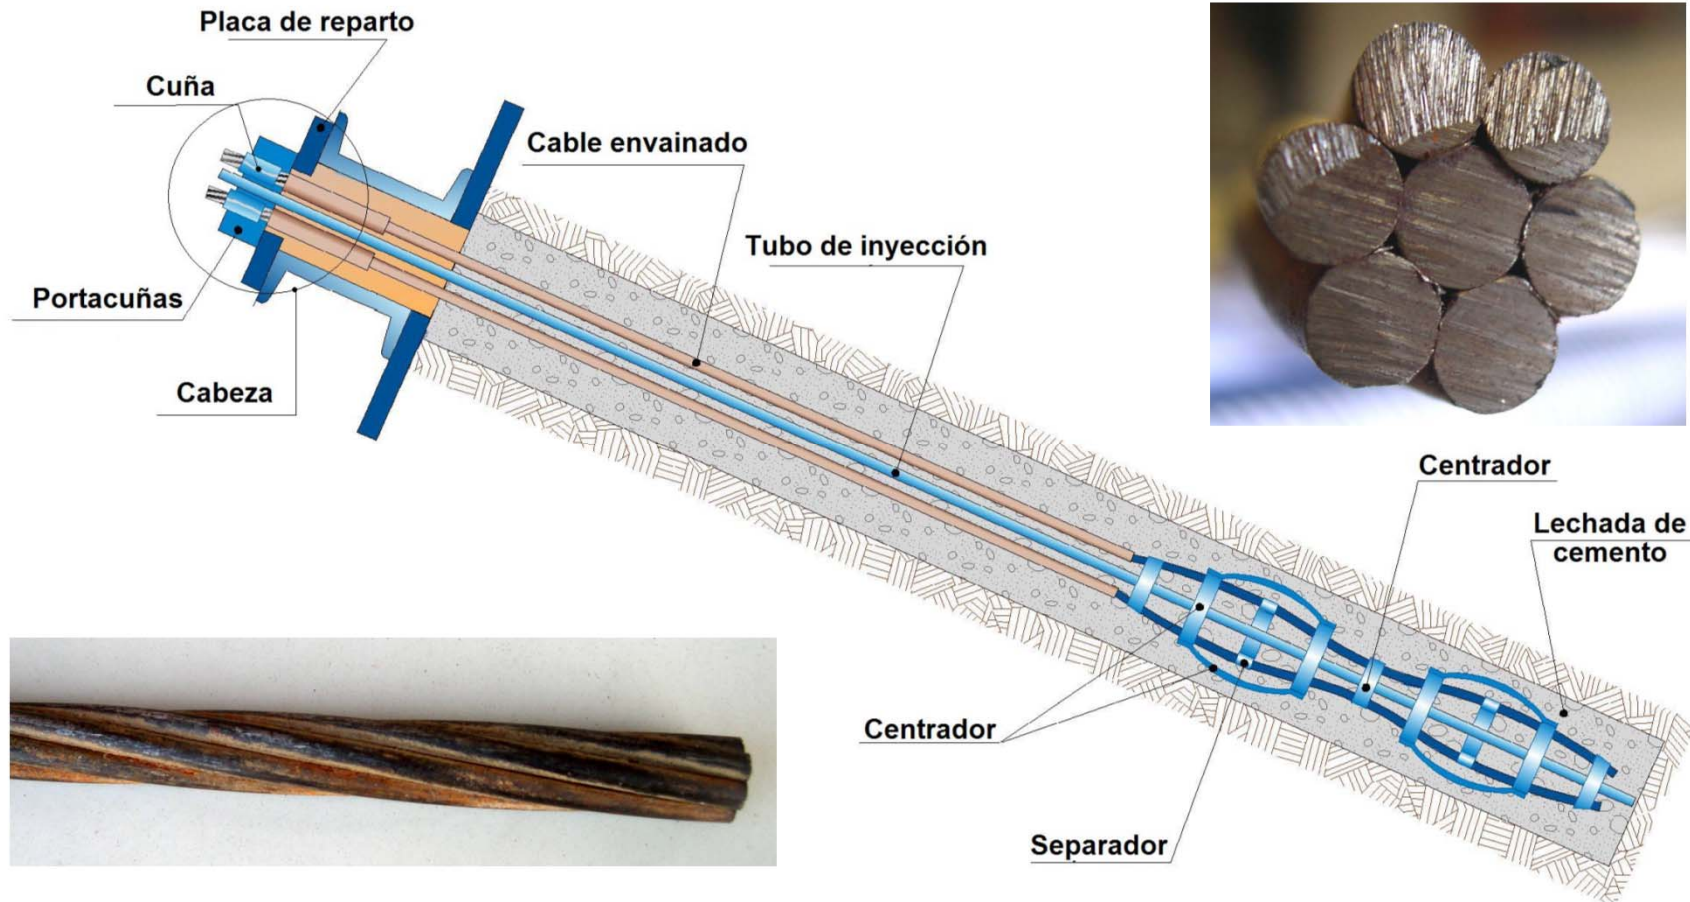 Placa de reparto
Cuña
Cable envainado
Tubo de inyección
Portacuñas
Cabeza
Centrador
Lechada de
cemento
Centrador
Separador